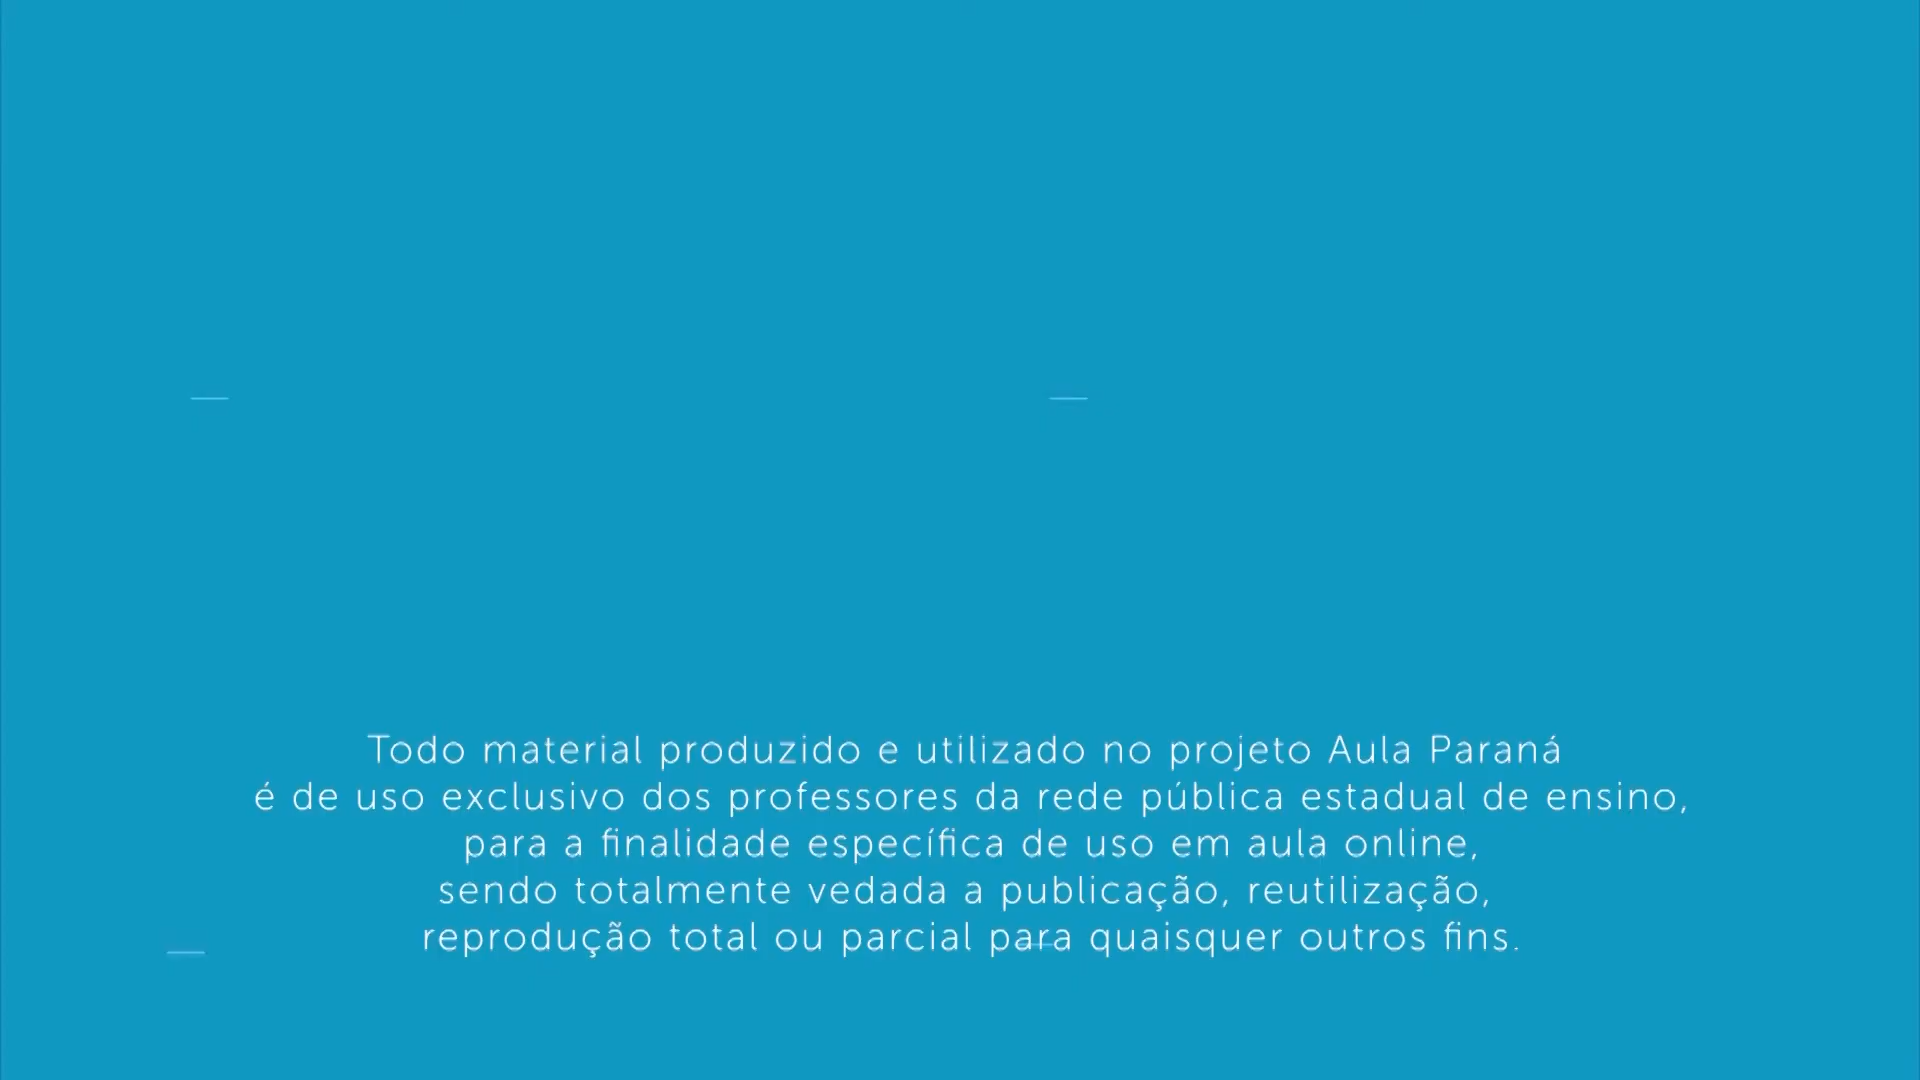 Todo material produzido e utilizado no projeto Aula Paraná
é de uso exclusivo dos professores da rede pública estadual de ensino,
para a finalidade específica de uso em aula online,
sendo totalmente vedada a publicação, reutilização,
reprodução total ou parcial para quaisquer outros fins.